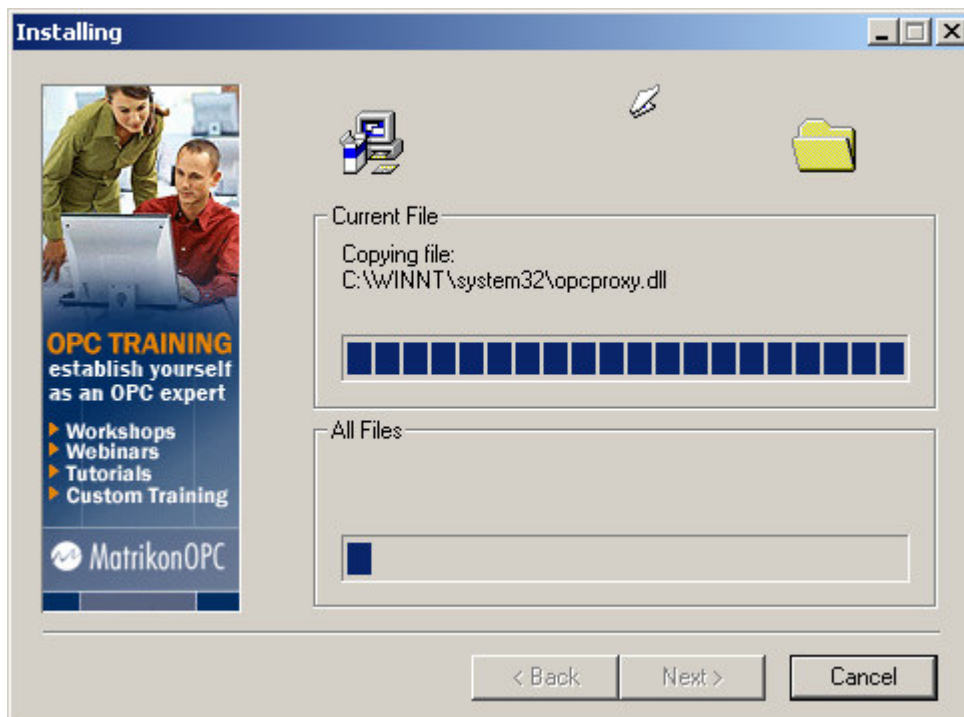 Installing
OPC TRAINING
establish yourself
as an OPC expert
Workshops
Webinars
Tutorials
Custom Training
MatrikonOPC
Current File
Copying file:
C:\WINNT\system32\opcproxy.dll
All Files
< Back
Next >
Cancel